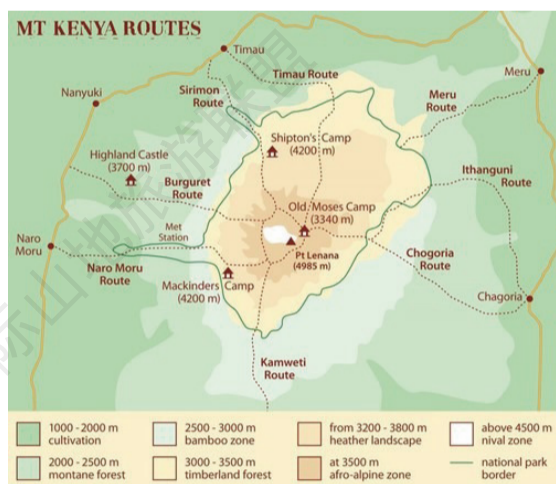 MT KENYA ROUTES
Timau
Timau Route
Meru
Sirimon
Route
Nanyuki
Meru
Route
Shipton's Camp
(4200 m)
Highland Castle
(3700 m)
Ithanguni
Route
Burguret
Route
Old. Moses Camp
(3340 m)
Met
Station
Naro
Moru
Pt Lenana
(4985 m)
Chogoria
Route
Naro Moru
Route
Mackinders Camp
(4200 m)
Chagoria
Kamweti
Route
1000 - 2000 m
cultivation
2500 - 3000 m
bamboo zone
from 3200 - 3800 m
heather landscape
above 4500 m
nival zone
2000 - 2500 m
montane forest
3000 - 3500 m
timberland forest
at 3500 m
afro-alpine zone
national park
border